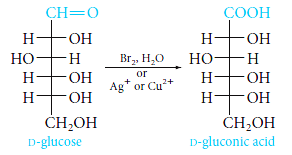 CH=O
H OH
HO H
H OH
H OH
CH₂OH
D-glucose
Br₂, H₂O
or
Ag⁺ or Cu²⁺
COOH
H OH
HO H
H OH
H OH
CH₂OH
D-gluconic acid